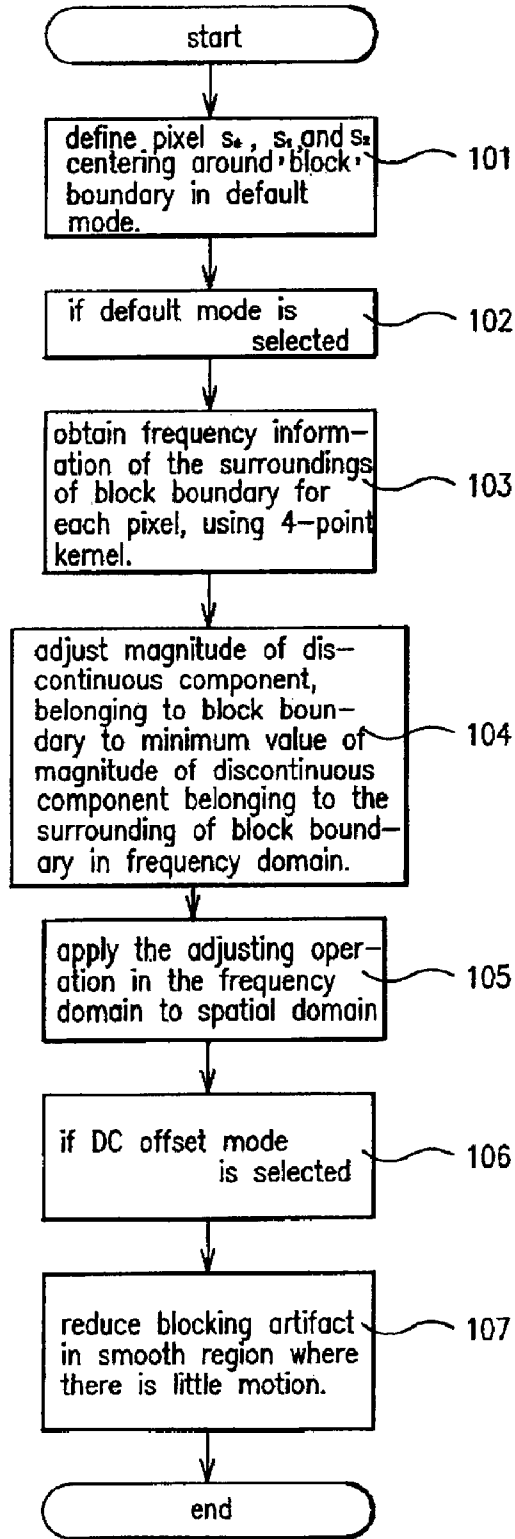 start
define pixel s₀, s₁, and s₂
centering around 'block'
boundary in default
mode.
101
if default mode is
selected
102
obtain frequency inform-
ation of the surroundings
of block boundary for
each pixel, using 4-point
kernel.
103
adjust magnitude of dis-
continuous component,
belonging to block boun-
dary to minimum value of
magnitude of discontinuous
component belonging to the
surrounding of block bound-
ary in frequency domain.
104
apply the adjusting oper-
ation in the frequency
domain to spatial domain
105
if DC offset mode
is selected
106
reduce blocking artifact
in smooth region where
there is little motion.
107
end